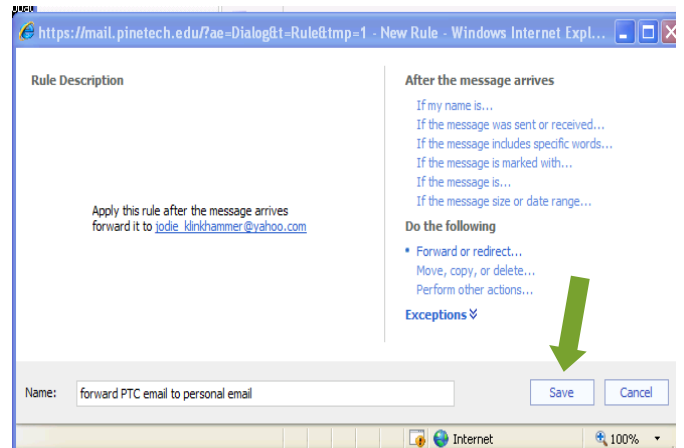 https://mail.pinetech.edu/?ae=Dialog&t=Rule&tmp=1 - New Rule - Windows Internet Expl...
Rule Description
Apply this rule after the message arrives
forward it to jodie_klinkhammer@yahoo.com
After the message arrives
If my name is...
If the message was sent or received...
If the message includes specific words...
If the message is marked with...
If the message is...
If the message size or date range...
Do the following
Forward or redirect...
Move, copy, or delete...
Perform other actions...
Exceptions
Name: forward PTC email to personal email
Save Cancel
Internet 100%